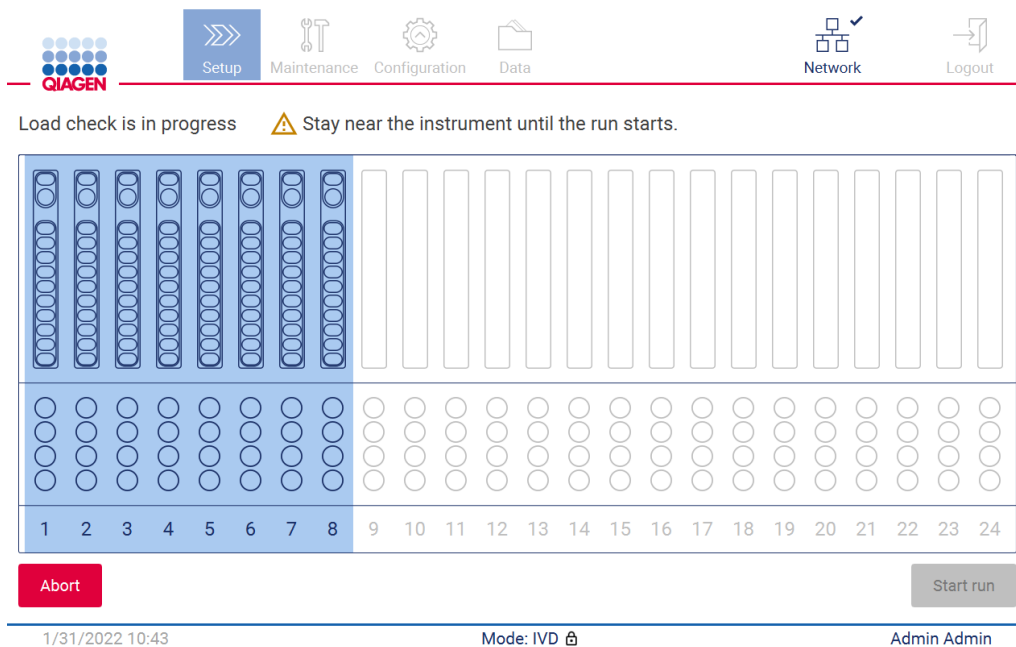 QIAGEN
Setup
Maintenance
Configuration
Data
Network
Logout
Load check is in progress
Stay near the instrument until the run starts.
1 2 3 4 5 6 7 8 9 10 11 12 13 14 15 16 17 18 19 20 21 22 23 24
Abort
Start run
1/31/2022 10:43
Mode: IVD
Admin Admin